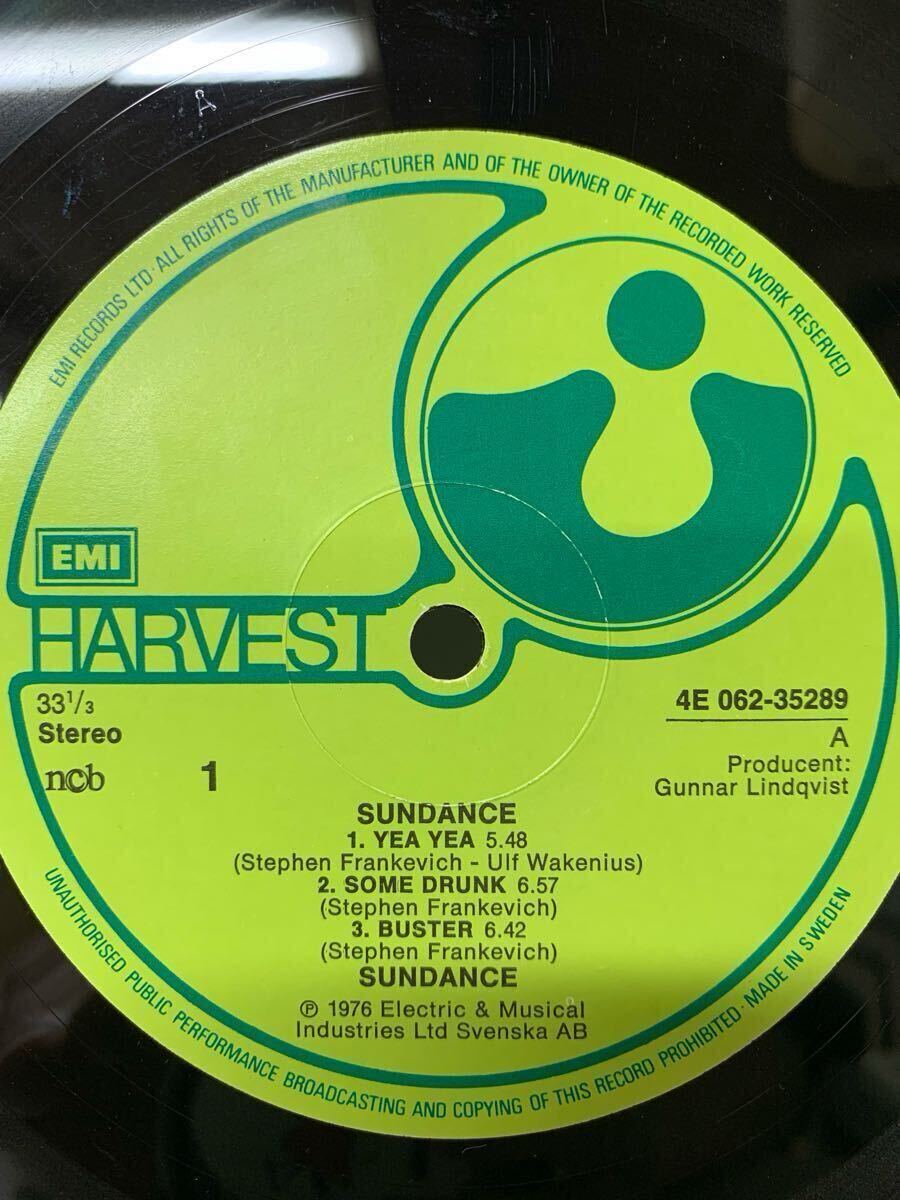 A
EMI RECORDS LTD · ALL RIGHTS OF THE MANUFACTURER AND OF THE OWNER OF THE RECORDED WORK RESERVED
EMI
HARVEST
33 1/3
Stereo
ncb
1
4E 062-35289
A
Producent:
Gunnar Lindqvist
SUNDANCE
1. YEA YEA 5.48
(Stephen Frankevich - Ulf Wakenius)
2. SOME DRUNK 6.57
(Stephen Frankevich)
3. BUSTER 6.42
(Stephen Frankevich)
SUNDANCE
℗ 1976 Electric & Musical
Industries Ltd Svenska AB
UNAUTHORISED PUBLIC PERFORMANCE BROADCASTING AND COPYING OF THIS RECORD PROHIBITED · MADE IN SWEDEN